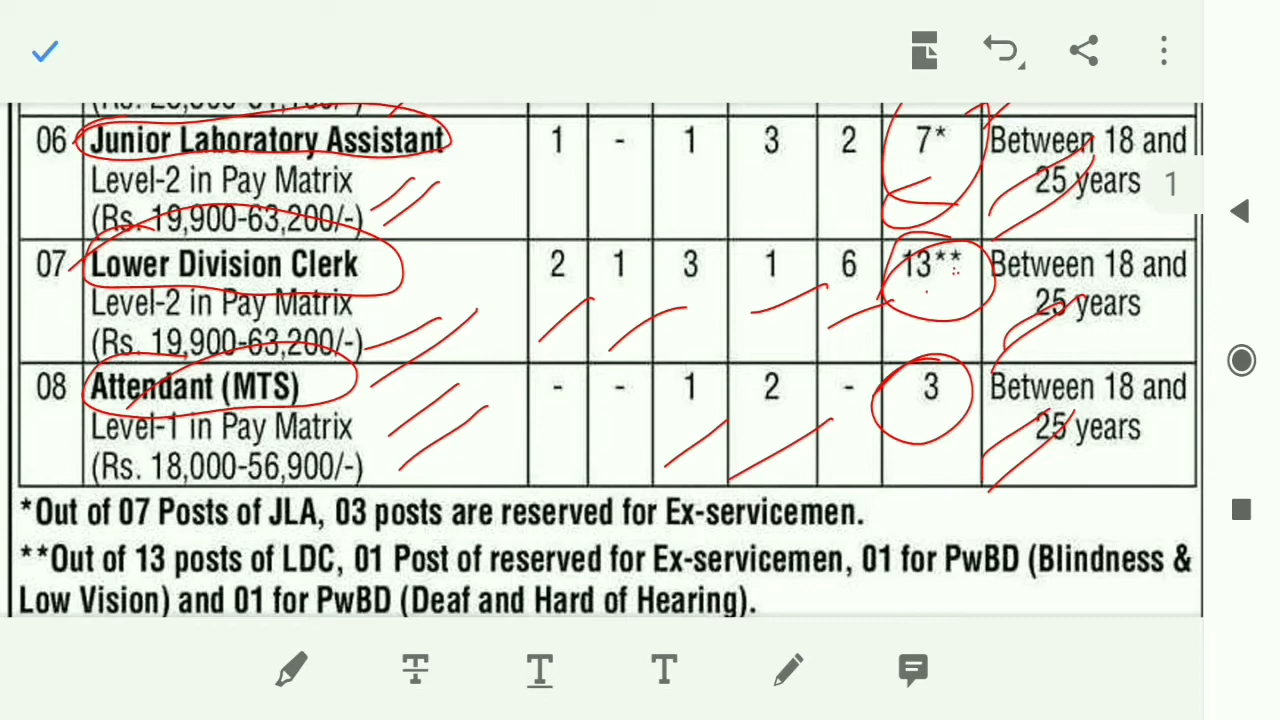 06 Junior Laboratory Assistant 1 - 1 3 2 7* Between 18 and
Level-2 in Pay Matrix 25 years 1
(Rs. 19,900-63,200/-)
07 Lower Division Clerk 2 1 3 1 6 13** Between 18 and
Level-2 in Pay Matrix 25 years
(Rs. 19,900-63,200/-)
08 Attendant (MTS) - - 1 2 - 3 Between 18 and
Level-1 in Pay Matrix 25 years
(Rs. 18,000-56,900/-)
*Out of 07 Posts of JLA, 03 posts are reserved for Ex-servicemen.
**Out of 13 posts of LDC, 01 Post of reserved for Ex-servicemen, 01 for PwBD (Blindness &
Low Vision) and 01 for PwBD (Deaf and Hard of Hearing).